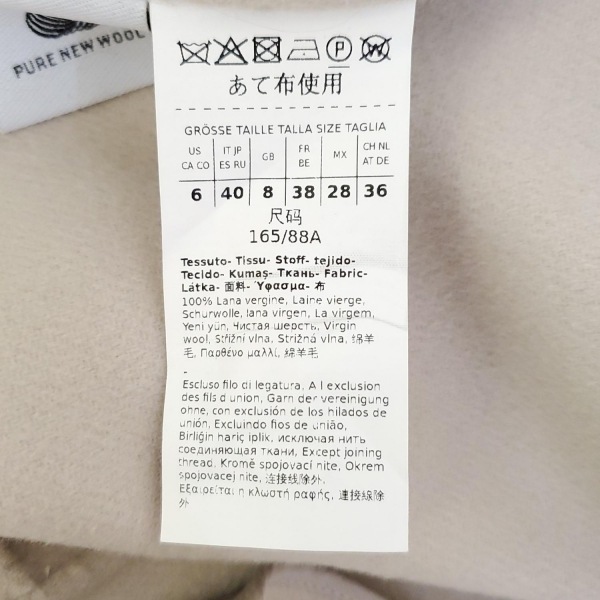 PURE NEW WOOL
P W
あて布使用
GRÖSSE TAILLE TALLA SIZE TAGLIA
US CA CO | IT JP ES RU | GB | FR BE | MX | CH NL AT DE
6 | 40 | 8 | 38 | 28 | 36
尺码
165/88A
Tessuto- Tissu- Stoff- tejido-
Tecido- Kumaş- Ткань- Fabric-
Látka- 面料- Ύφασμα- 布
100% Lana vergine, Laine vierge,
Schurwolle, lana virgen, La virgem,
Yeni yün, Чистая шерсть, Virgin
wool, Střižní vlna, Strižná vlna, 绵羊
毛, Παρθένο μαλλί, 綿羊毛
-
Escluso filo di legatura, A l exclusion
des fils d union, Garn der vereinigung
ohne, con exclusión de los hilados de
unión, Excluindo fios de união,
Birliğin hariç iplik, исключая нить
соединяющая ткани, Except joining
thread. Kromě spojovací nite, Okrem
spojovacej nite, 连接线除外,
Εξαιρείται η κλωστή ραφής, 連接線除
外